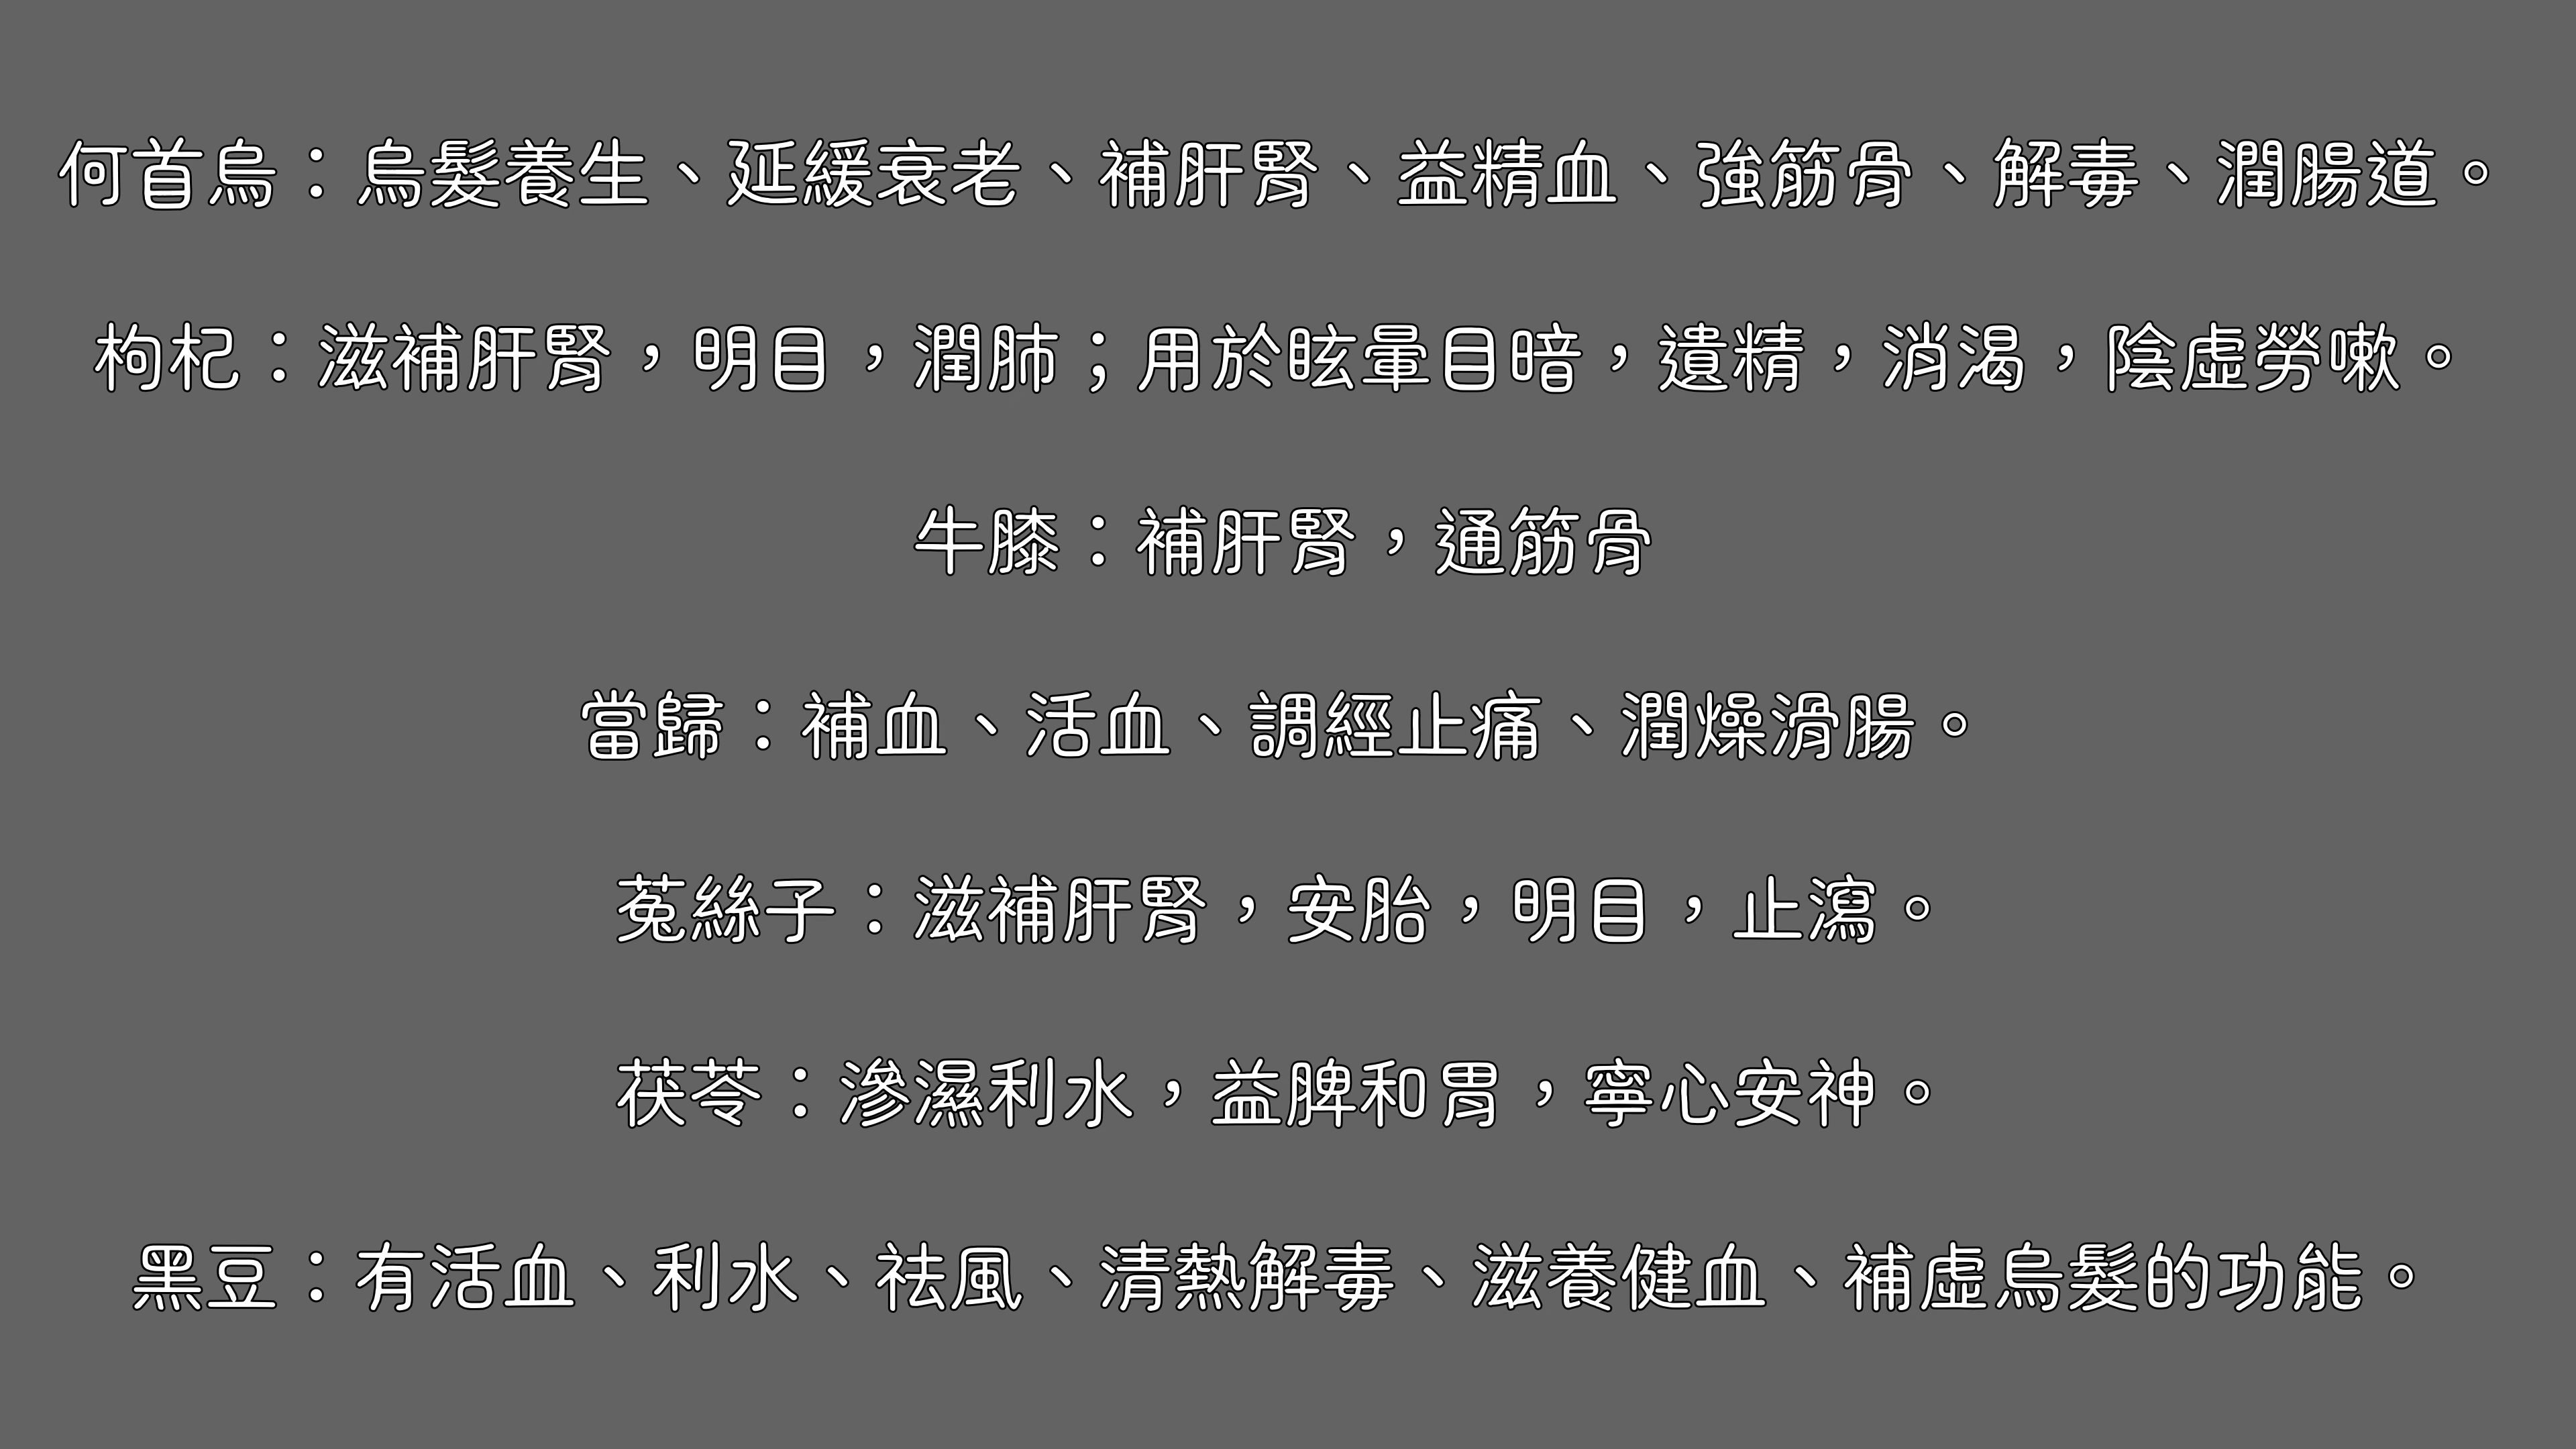 何首烏：烏髮養生、延緩衰老、補肝腎、益精血、強筋骨、解毒、潤腸道。
枸杞：滋補肝腎，明目，潤肺；用於眩暈目暗，遺精，消渴，陰虛勞嗽。
牛膝：補肝腎，通筋骨
當歸：補血、活血、調經止痛、潤燥滑腸。
菟絲子：滋補肝腎，安胎，明目，止瀉。
茯苓：滲濕利水，益脾和胃，寧心安神。
黑豆：有活血、利水、祛風、清熱解毒、滋養健血、補虛烏髮的功能。